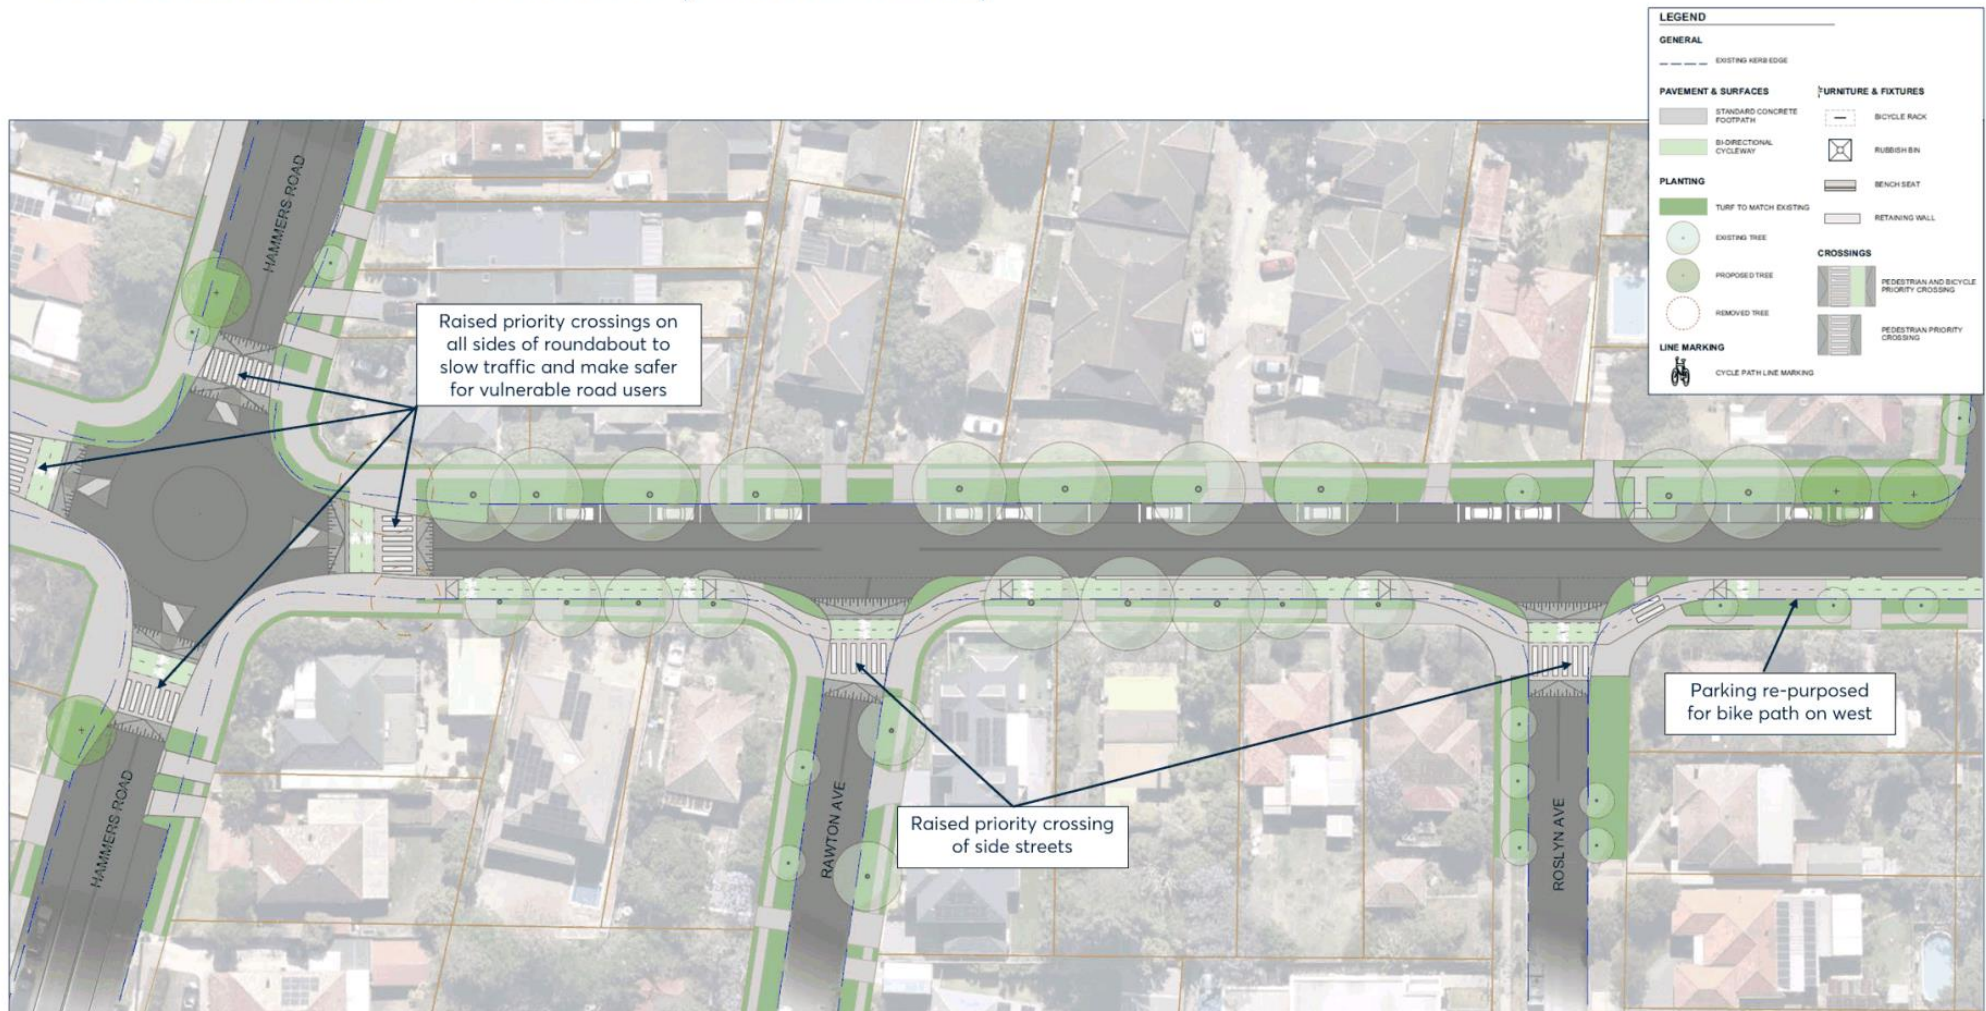 LEGEND
GENERAL
EXISTING KERB EDGE
PAVEMENT & SURFACES
STANDARD CONCRETE
FOOTPATH
BI-DIRECTIONAL
CYCLEWAY
PLANTING
TURF TO MATCH EXISTING
EXISTING TREE
PROPOSED TREE
REMOVED TREE
LINE MARKING
CYCLE PATH LINE MARKING
FURNITURE & FIXTURES
BICYCLE RACK
RUBBISH BIN
BENCH SEAT
RETAINING WALL
CROSSINGS
PEDESTRIAN AND BICYCLE
PRIORITY CROSSING
PEDESTRIAN PRIORITY
CROSSING
HAMMERS ROAD
Raised priority crossings on
all sides of roundabout to
slow traffic and make safer
for vulnerable road users
Parking re-purposed
for bike path on west
Raised priority crossing
of side streets
HAMMERS ROAD
RAWTON AVE
ROSLYN AVE